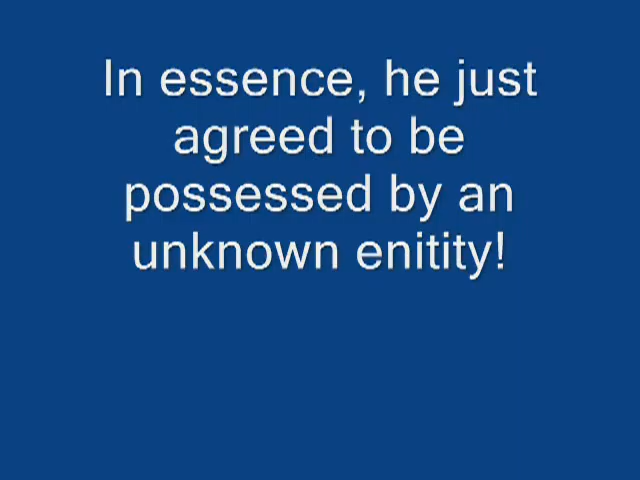 In essence, he just
agreed to be
possessed by an
unknown enitity!